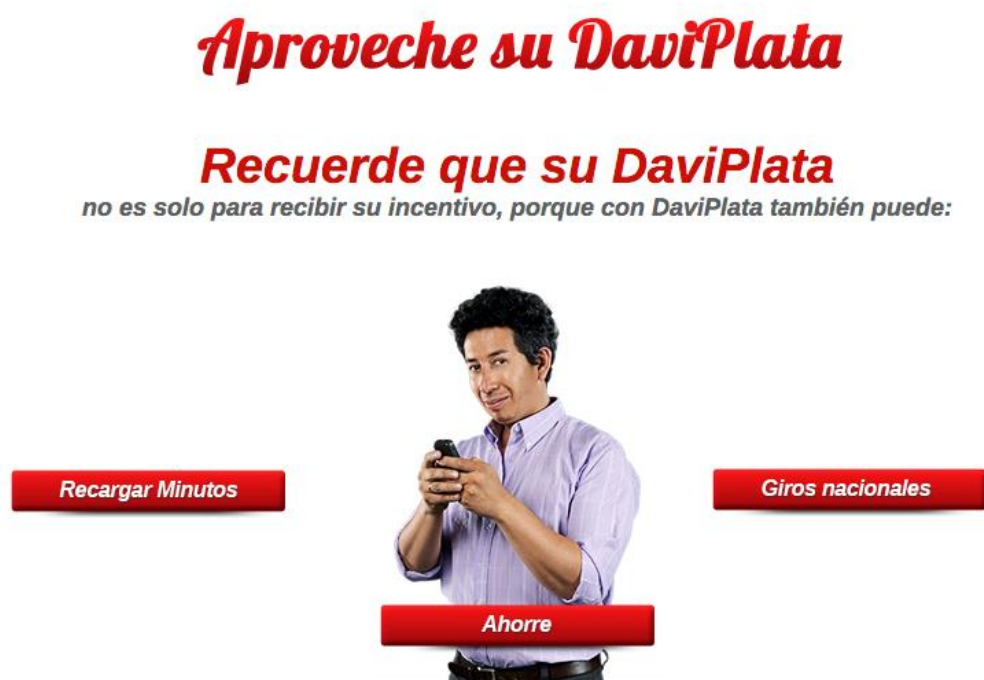 Aproveche su DaviPlata
Recuerde que su DaviPlata
no es solo para recibir su incentivo, porque con DaviPlata también puede:
Recargar Minutos
Giros nacionales
Ahorre